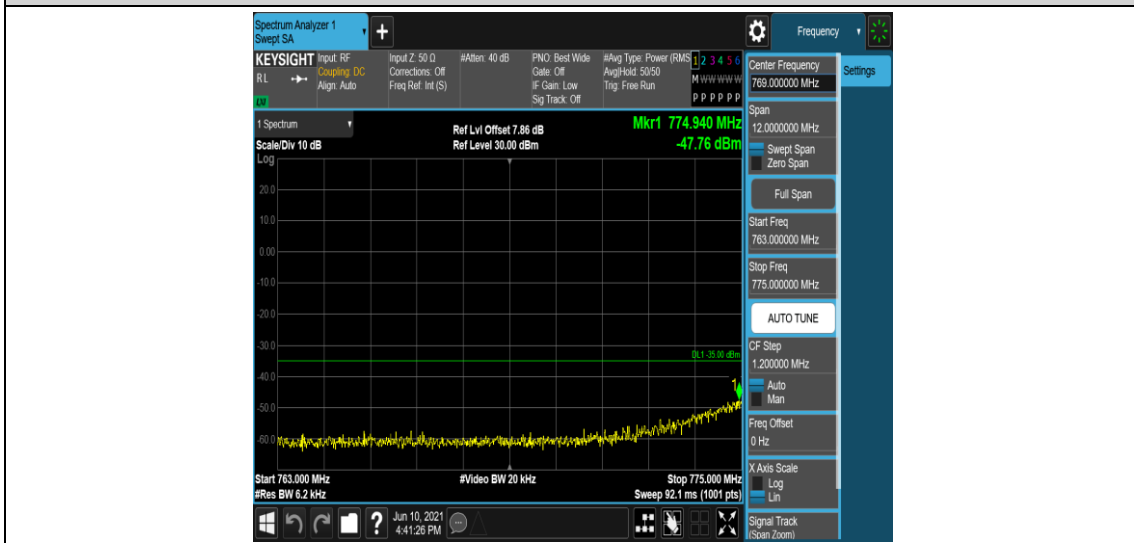 Spectrum Analyzer 1
Swept SA
+
Frequency
KEYSIGHT
Input: RF
Input Z: 50 Ω
#Atten: 40 dB
PNO: Best Wide
#Avg Type: Power (RMS
1 2 3 4 5 6
RL
Coupling: DC
Corrections: Off
Gate: Off
Avg|Hold: 50/50
M W W W W W
Align: Auto
Freq Ref: Int (S)
IF Gain: Low
Trig: Free Run
Sig Track: Off
P P P P P P
LXI
1 Spectrum
Ref Lvl Offset 7.86 dB
Mkr1 774.940 MHz
Scale/Div 10 dB
Ref Level 30.00 dBm
-47.76 dBm
Log
20.0
10.0
0.00
-10.0
-20.0
-30.0
DL1 -35.00 dBm
-40.0
1
-50.0
-60.0
Start 763.000 MHz
#Video BW 20 kHz
Stop 775.000 MHz
#Res BW 6.2 kHz
Sweep 92.1 ms (1001 pts)
Center Frequency
769.000000 MHz
Settings
Span
12.0000000 MHz
Swept Span
Zero Span
Full Span
Start Freq
763.000000 MHz
Stop Freq
775.000000 MHz
AUTO TUNE
CF Step
1.200000 MHz
Auto
Man
Freq Offset
0 Hz
X Axis Scale
Log
Lin
Signal Track
(Span Zoom)
?
Jun 10, 2021
4:41:26 PM